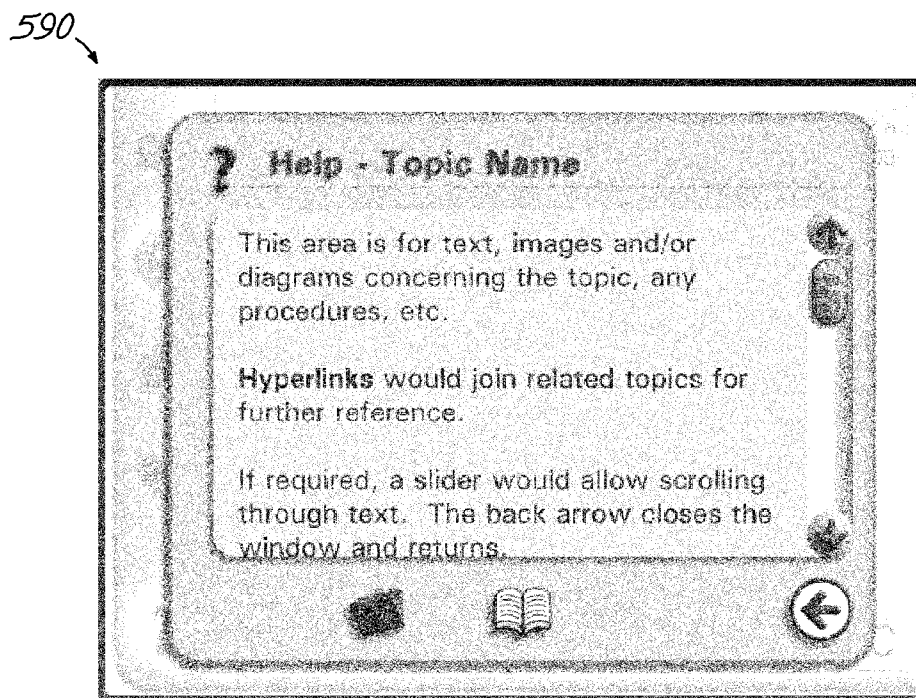 590
? Help - Topic Name
This area is for text, images and/or
diagrams concerning the topic, any
procedures, etc.
Hyperlinks would join related topics for
further reference.
If required, a slider would allow scrolling
through text. The back arrow closes the
window and returns.